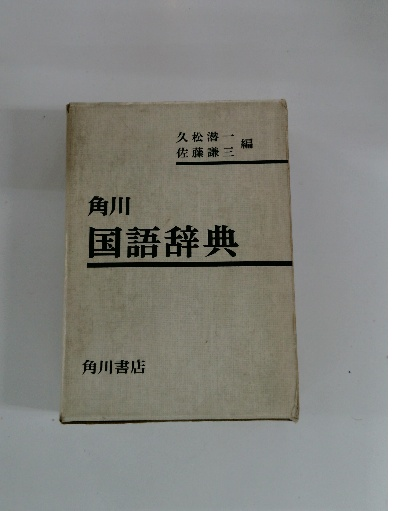 久松潜一
佐藤謙三
編
角川
国語辞典
角川書店